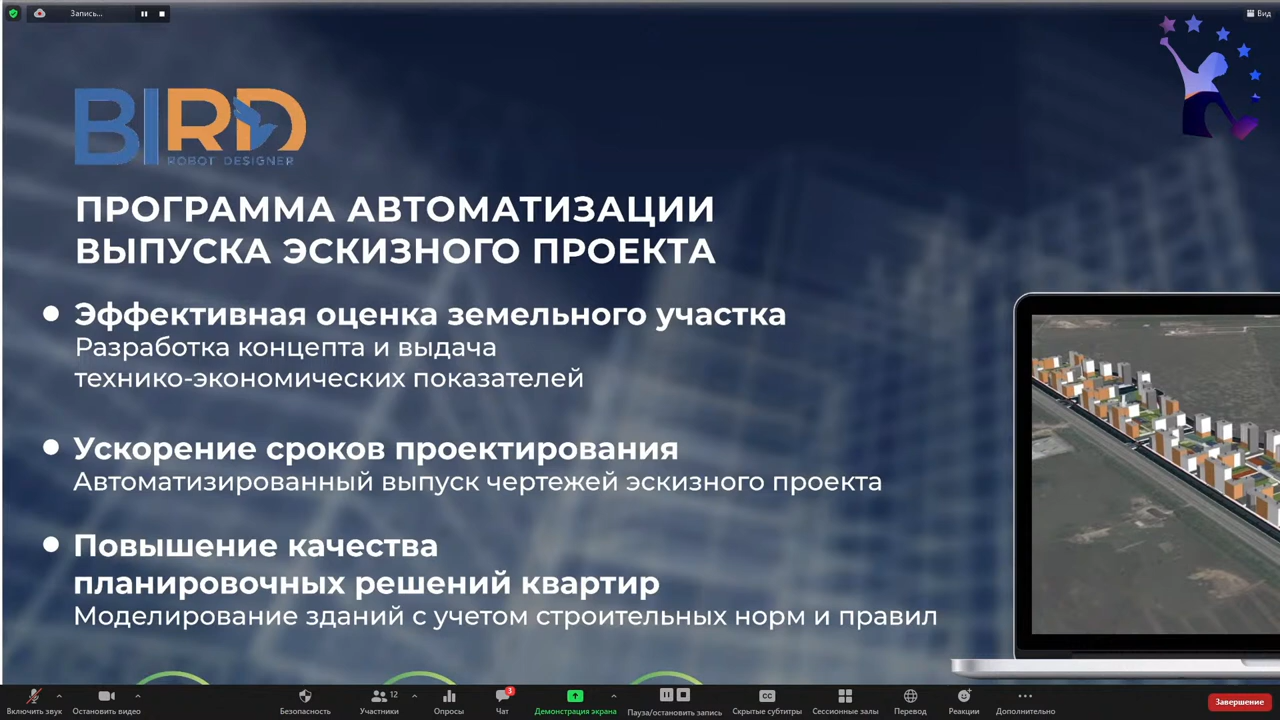 Запись...
Вид
BIRD
ROBOT DESIGNER
ПРОГРАММА АВТОМАТИЗАЦИИ
ВЫПУСКА ЭСКИЗНОГО ПРОЕКТА
Эффективная оценка земельного участка
Разработка концепта и выдача
технико-экономических показателей
Ускорение сроков проектирования
Автоматизированный выпуск чертежей эскизного проекта
Повышение качества
планировочных решений квартир
Моделирование зданий с учетом строительных норм и правил
Включить звук
Остановить видео
Безопасность
12
Участники
Опросы
3
Чат
Демонстрация экрана
Пауза/остановить запись
CC
Скрытые субтитры
Сессионные залы
Перевод
Реакции
Дополнительно
Завершение